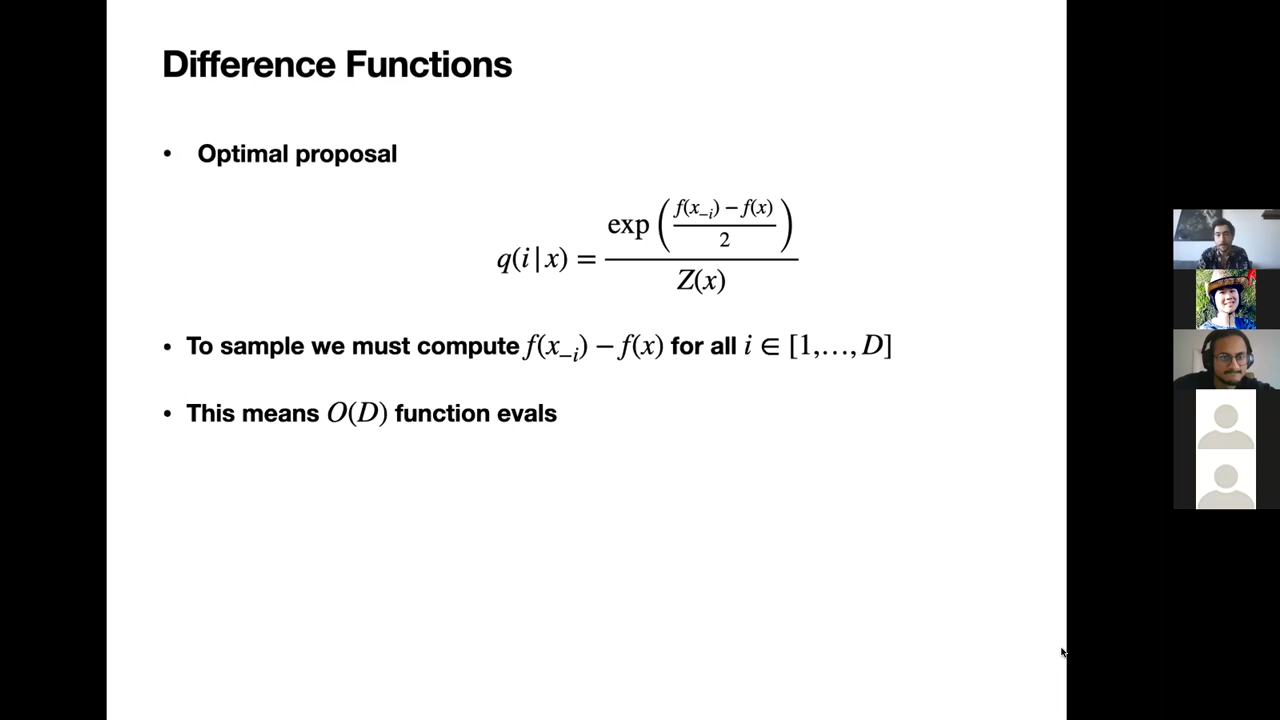 Difference Functions
• Optimal proposal
q(i|x) = exp((f(x_{-i}) − f(x))/2) / Z(x)
• To sample we must compute f(x_{-i}) − f(x) for all i ∈ [1,…,D]
• This means O(D) function evals